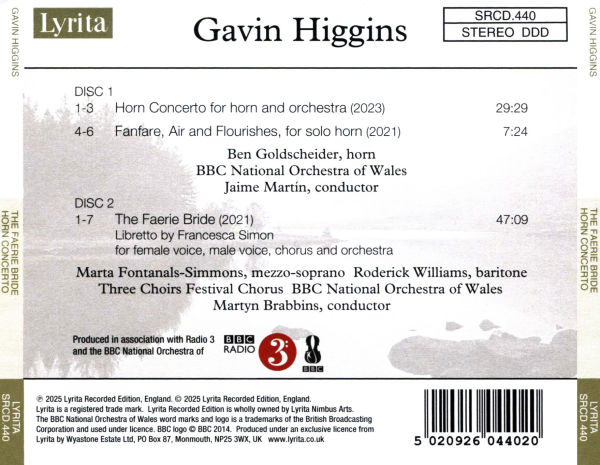 GAVIN HIGGINS
Lyrita
Gavin Higgins
SRCD.440
STEREO DDD
GAVIN HIGGINS
DISC 1
1-3 Horn Concerto for horn and orchestra (2023) 29:29
4-6 Fanfare, Air and Flourishes, for solo horn (2021) 7:24
Ben Goldscheider, horn
BBC National Orchestra of Wales
Jaime Martín, conductor
DISC 2
1-7 The Faerie Bride (2021) 47:09
Libretto by Francesca Simon
for female voice, male voice, chorus and orchestra
Marta Fontanals-Simmons, mezzo-soprano Roderick Williams, baritone
Three Choirs Festival Chorus BBC National Orchestra of Wales
Martyn Brabbins, conductor
THE FAERIE BRIDE
HORN CONCERTO
THE FAERIE BRIDE
HORN CONCERTO
Produced in association with Radio 3
and the BBC National Orchestra of
BBC
RADIO
3
BBC
℗ 2025 Lyrita Recorded Edition, England. © 2025 Lyrita Recorded Edition, England.
Lyrita is a registered trade mark. Lyrita Recorded Edition is wholly owned by Lyrita Nimbus Arts.
The BBC National Orchestra of Wales word marks and logo is a trademarks of the British Broadcasting
Corporation and used under licence. BBC logo © BBC 2014. Produced under an exclusive licence from
Lyrita by Wyastone Estate Ltd, PO Box 87, Monmouth, NP25 3WX, UK www.lyrita.co.uk
5 020926 044020
LYRITA
SRCD 440
LYRITA
SRCD 440